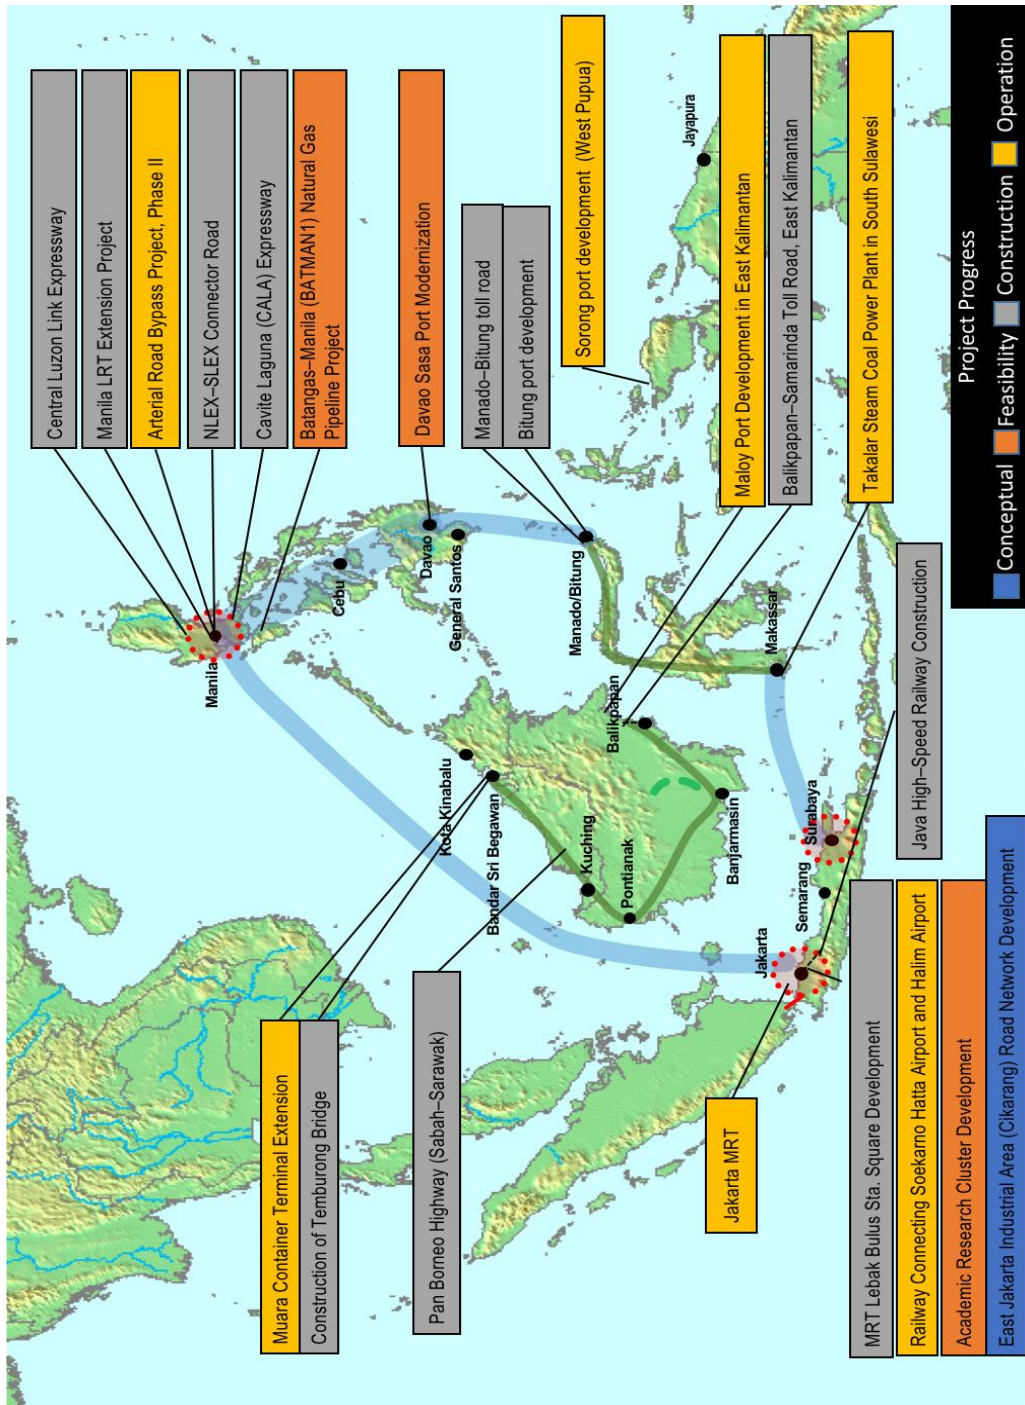 Central Luzon Link Expressway
Manila LRT Extension Project
Arterial Road Bypass Project, Phase II
NLEX–SLEX Connector Road
Cavite Laguna (CALA) Expressway
Batangas–Manila (BATMAN1) Natural Gas
Pipeline Project
Davao Sasa Port Modernization
Manado–Bitung toll road
Bitung port development
Sorong port development (West Pupua)
Maloy Port Development in East Kalimantan
Balikpapan–Samarinda Toll Road, East Kalimantan
Takalar Steam Coal Power Plant in South Sulawesi
Java High–Speed Railway Construction
Muara Container Terminal Extension
Construction of Temburong Bridge
Pan Borneo Highway (Sabah–Sarawak)
Jakarta MRT
MRT Lebak Bulus Sta. Square Development
Railway Connecting Soekarno Hatta Airport and Halim Airport
Academic Research Cluster Development
East Jakarta Industrial Area (Cikarang) Road Network Development
Manila
Cebu
Davao
General Santos
Manado/Bitung
Makassar
Jayapura
Kota Kinabalu
Bandar Sri Begawan
Kuching
Pontianak
Balikpapan
Banjarmasin
Jakarta
Semarang
Surabaya
Project Progress
Conceptual
Feasibility
Construction
Operation